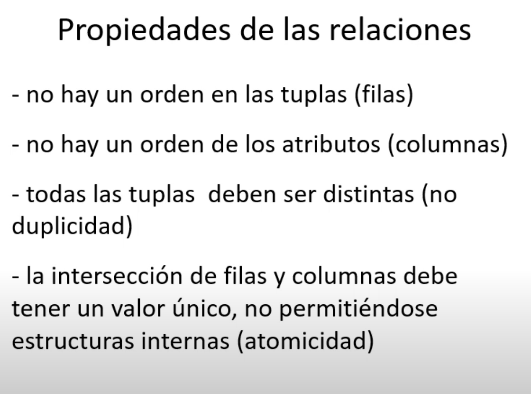 Propiedades de las relaciones
- no hay un orden en las tuplas (filas)
- no hay un orden de los atributos (columnas)
- todas las tuplas deben ser distintas (no
duplicidad)
- la intersección de filas y columnas debe
tener un valor único, no permitiéndose
estructuras internas (atomicidad)